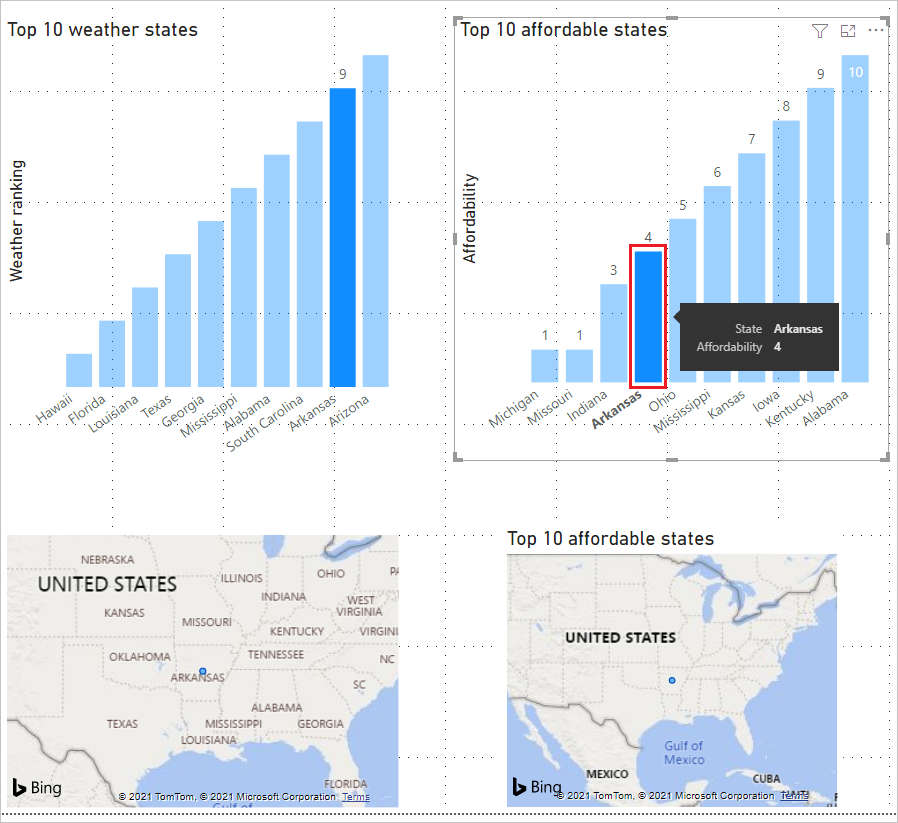 Top 10 weather states
Weather ranking
9
Hawaii
Florida
Louisiana
Texas
Georgia
Mississippi
Alabama
South Carolina
Arkansas
Arizona
Top 10 affordable states
Affordability
1
1
3
4
5
6
7
8
9
10
State Arkansas
Affordability 4
Michigan
Missouri
Indiana
Arkansas
Ohio
Mississippi
Kansas
Iowa
Kentucky
Alabama
NEBRASKA
UNITED STATES
ILLINOIS
OHIO
PA
INDIANA
KANSAS
WEST
VIRGINIA
MISSOURI
KENTUCKY
VIRGINI
OKLAHOMA
TENNESSEE
NC
ARKANSAS
SC
ALABAMA
TEXAS
MISSISSIPPI
GEORGIA
LOUISIANA
FLORIDA
Bing
© 2021 TomTom, © 2021 Microsoft Corporation Terms
Gulf of
Top 10 affordable states
UNITED STATES
Gulf of
Mexico
MEXICO
CUBA
Bing
© 2021 TomTom, © 2021 Microsoft Corporation Terms